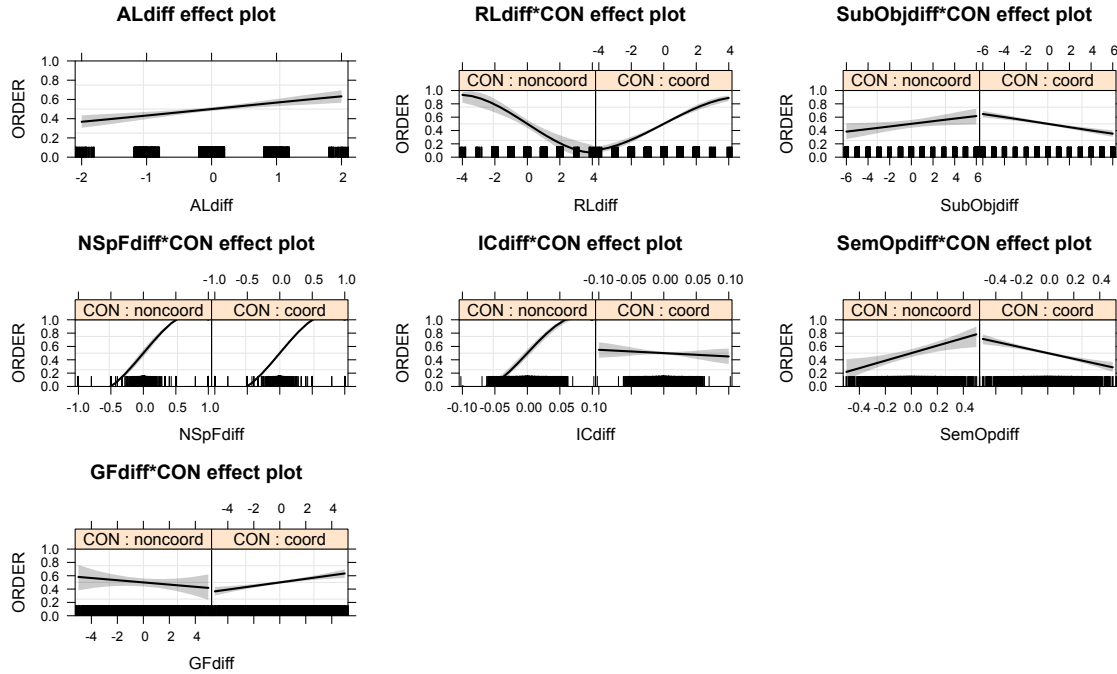 ALdiff effect plot
ORDER
1.0
0.8
0.6
0.4
0.2
0.0
-2 -1 0 1 2
ALdiff
RLdiff*CON effect plot
-4 -2 0 2 4
CON : noncoord CON : coord
ORDER
1.0
0.8
0.6
0.4
0.2
0.0
-4 -2 0 2 4
RLdiff
SubObjdiff*CON effect plot
-6 -4 -2 0 2 4 6
CON : noncoord CON : coord
ORDER
1.0
0.8
0.6
0.4
0.2
0.0
-6 -4 -2 0 2 4 6
SubObjdiff
NSpFdiff*CON effect plot
-1.0 -0.5 0.0 0.5 1.0
CON : noncoord CON : coord
ORDER
1.0
0.8
0.6
0.4
0.2
0.0
-1.0 -0.5 0.0 0.5 1.0
NSpFdiff
ICdiff*CON effect plot
-0.10 -0.05 0.00 0.05 0.10
CON : noncoord CON : coord
ORDER
1.0
0.8
0.6
0.4
0.2
0.0
-0.10 -0.05 0.00 0.05 0.10
ICdiff
SemOpdiff*CON effect plot
-0.4 -0.2 0.0 0.2 0.4
CON : noncoord CON : coord
ORDER
1.0
0.8
0.6
0.4
0.2
0.0
-0.4 -0.2 0.0 0.2 0.4
SemOpdiff
GFdiff*CON effect plot
-4 -2 0 2 4
CON : noncoord CON : coord
ORDER
1.0
0.8
0.6
0.4
0.2
0.0
-4 -2 0 2 4
GFdiff